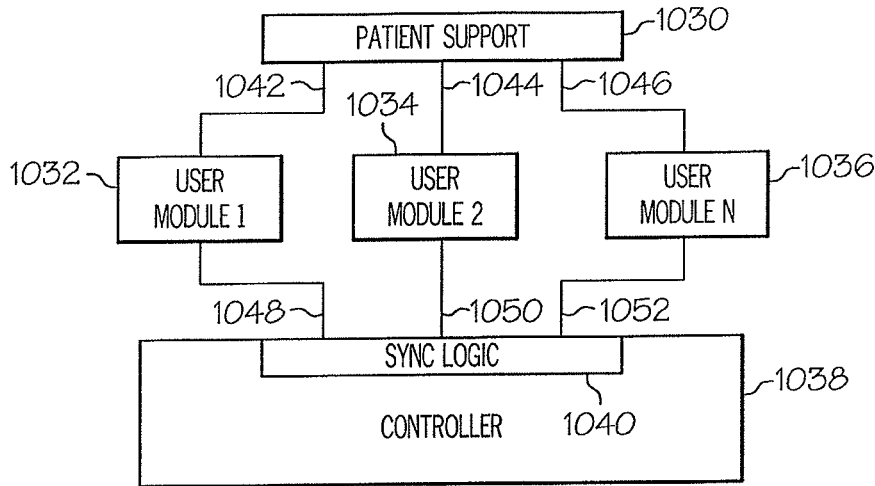 PATIENT SUPPORT
1030
1042
1044
1046
1034
1032
USER
MODULE 1
USER
MODULE 2
USER
MODULE N
1036
1048
1050
1052
SYNC LOGIC
1038
CONTROLLER
1040